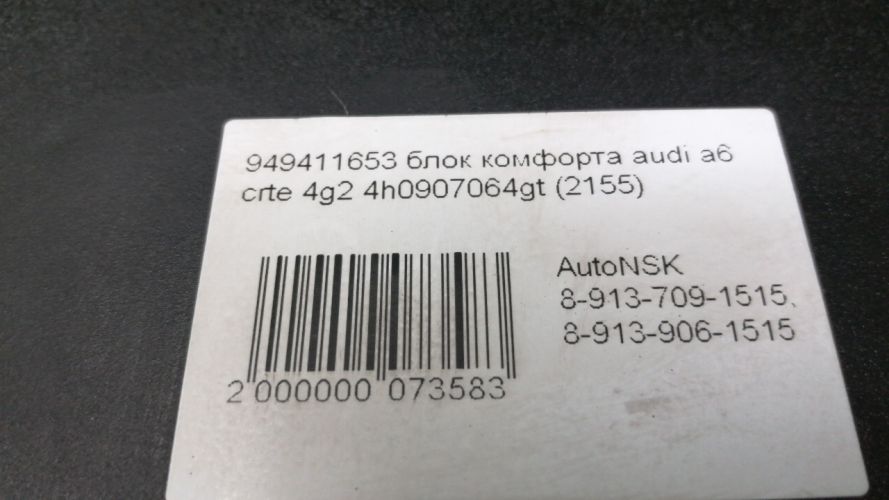 949411653 блок комфорта audi a6
crte 4g2 4h0907064gt (2155)
AutoNSK
8-913-709-1515,
8-913-906-1515
2 000000 073583